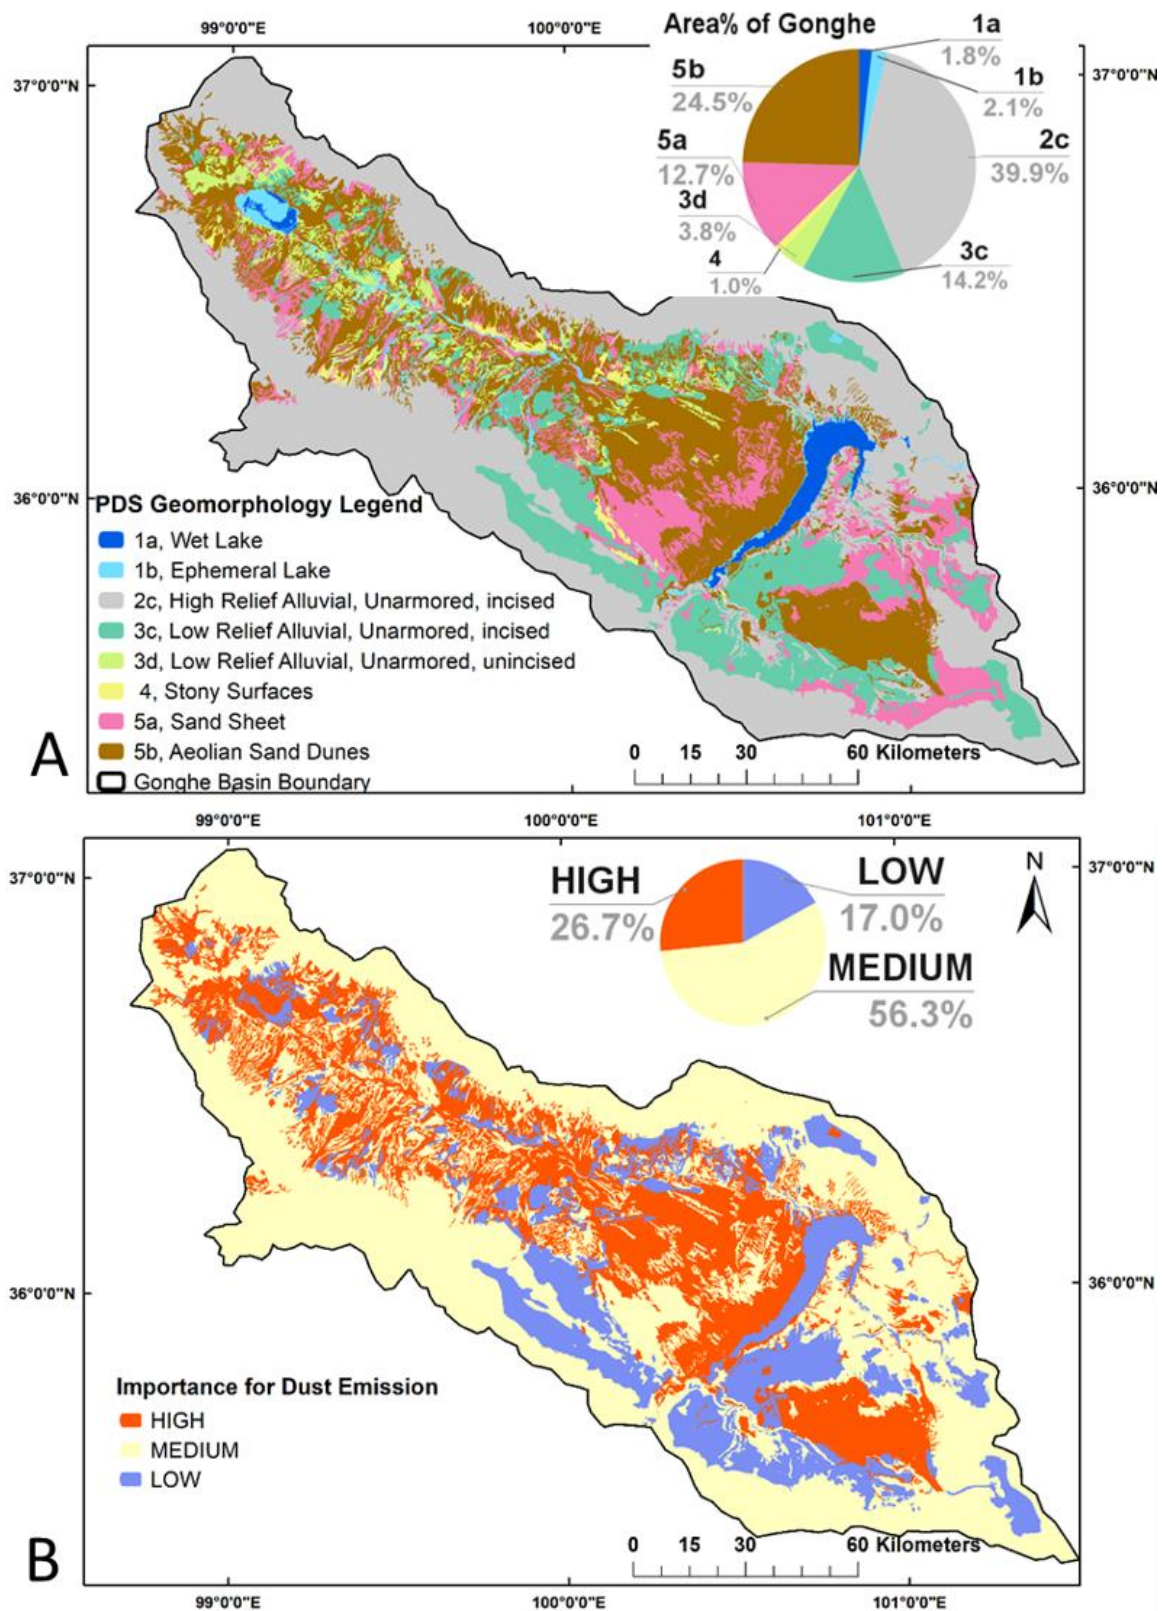 99°0'0"E
100°0'0"E
Area% of Gonghe
1a
1.8%
1b
2.1%
2c
39.9%
3c
14.2%
4
1.0%
3d
3.8%
5a
12.7%
5b
24.5%
37°0'0"N
37°0'0"N
36°0'0"N
36°0'0"N
PDS Geomorphology Legend
1a, Wet Lake
1b, Ephemeral Lake
2c, High Relief Alluvial, Unarmored, incised
3c, Low Relief Alluvial, Unarmored, incised
3d, Low Relief Alluvial, Unarmored, unincised
4, Stony Surfaces
5a, Sand Sheet
5b, Aeolian Sand Dunes
Gonghe Basin Boundary
0 15 30 60 Kilometers
A
99°0'0"E
100°0'0"E
101°0'0"E
37°0'0"N
37°0'0"N
HIGH
26.7%
LOW
17.0%
MEDIUM
56.3%
N
36°0'0"N
36°0'0"N
Importance for Dust Emission
HIGH
MEDIUM
LOW
0 15 30 60 Kilometers
B
99°0'0"E
100°0'0"E
101°0'0"E